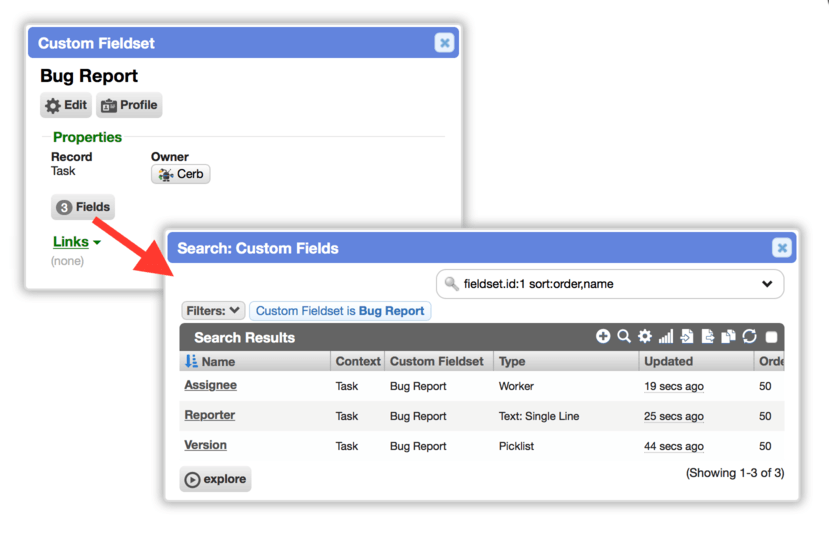 Custom Fieldset
Bug Report
Edit Profile
Properties
Record Owner
Task Cerb
3 Fields
Links
(none)
Search: Custom Fields
fieldset.id:1 sort:order,name
Filters: Custom Fieldset is Bug Report
Search Results
Name Context Custom Fieldset Type Updated Orde
Assignee Task Bug Report Worker 19 secs ago 50
Reporter Task Bug Report Text: Single Line 25 secs ago 50
Version Task Bug Report Picklist 44 secs ago 50
explore (Showing 1-3 of 3)